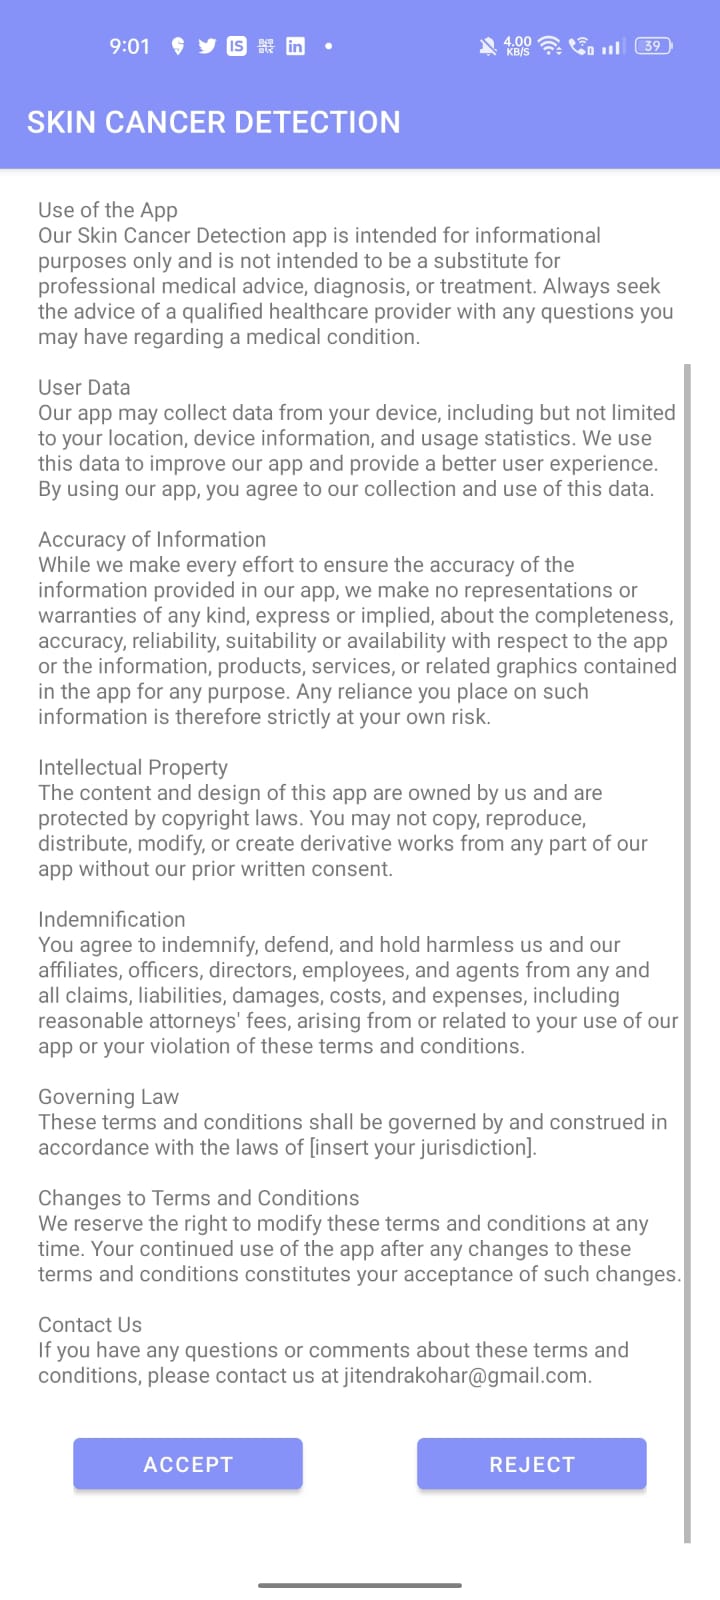 9:01
IS
in
4.00
KB/S
39
SKIN CANCER DETECTION
Use of the App
Our Skin Cancer Detection app is intended for informational
purposes only and is not intended to be a substitute for
professional medical advice, diagnosis, or treatment. Always seek
the advice of a qualified healthcare provider with any questions you
may have regarding a medical condition.
User Data
Our app may collect data from your device, including but not limited
to your location, device information, and usage statistics. We use
this data to improve our app and provide a better user experience.
By using our app, you agree to our collection and use of this data.
Accuracy of Information
While we make every effort to ensure the accuracy of the
information provided in our app, we make no representations or
warranties of any kind, express or implied, about the completeness,
accuracy, reliability, suitability or availability with respect to the app
or the information, products, services, or related graphics contained
in the app for any purpose. Any reliance you place on such
information is therefore strictly at your own risk.
Intellectual Property
The content and design of this app are owned by us and are
protected by copyright laws. You may not copy, reproduce,
distribute, modify, or create derivative works from any part of our
app without our prior written consent.
Indemnification
You agree to indemnify, defend, and hold harmless us and our
affiliates, officers, directors, employees, and agents from any and
all claims, liabilities, damages, costs, and expenses, including
reasonable attorneys' fees, arising from or related to your use of our
app or your violation of these terms and conditions.
Governing Law
These terms and conditions shall be governed by and construed in
accordance with the laws of [insert your jurisdiction].
Changes to Terms and Conditions
We reserve the right to modify these terms and conditions at any
time. Your continued use of the app after any changes to these
terms and conditions constitutes your acceptance of such changes.
Contact Us
If you have any questions or comments about these terms and
conditions, please contact us at jitendrakohar@gmail.com.
ACCEPT
REJECT